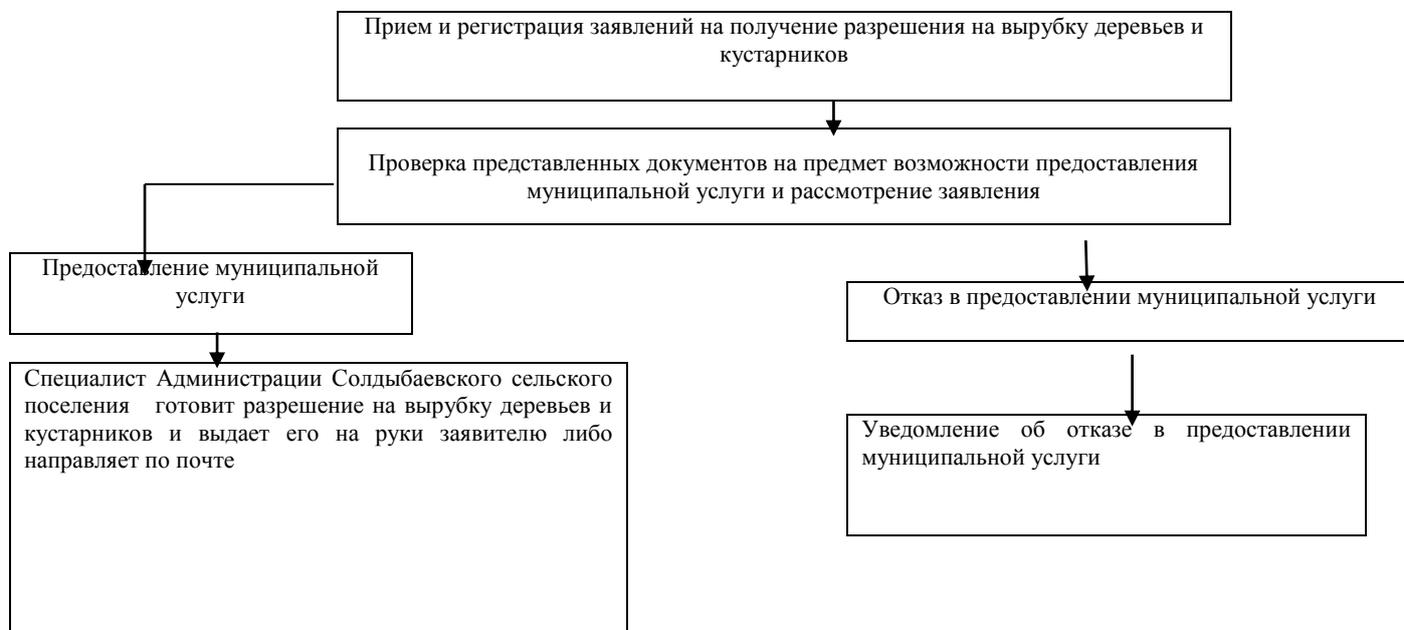 Прием и регистрация заявлений на получение разрешения на вырубку деревьев и
кустарников
Проверка представленных документов на предмет возможности предоставления
муниципальной услуги и рассмотрение заявления
Предоставление муниципальной
услуги
Отказ в предоставлении муниципальной услуги
Специалист Администрации Солдыбаевского сельского
поселения готовит разрешение на вырубку деревьев и
кустарников и выдает его на руки заявителю либо
направляет по почте
Уведомление об отказе в предоставлении
муниципальной услуги